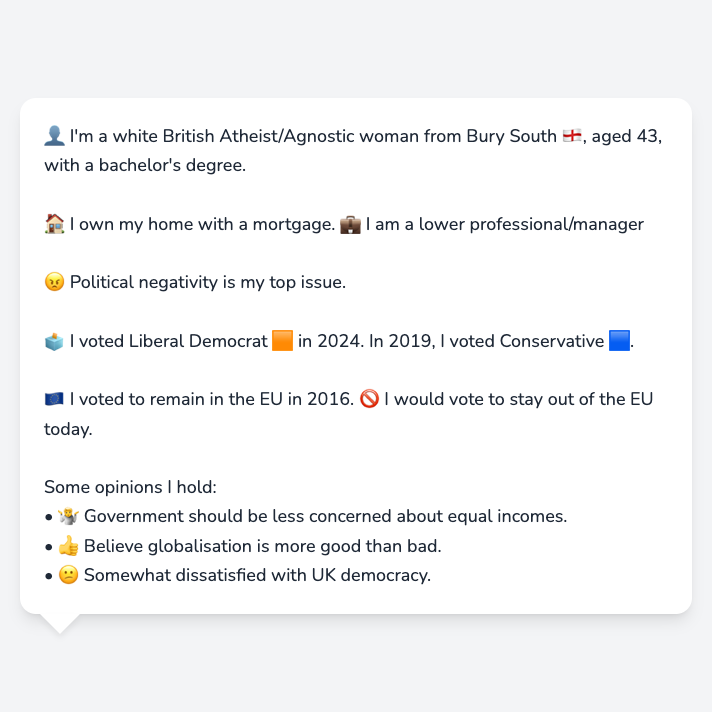 👤 I'm a white British Atheist/Agnostic woman from Bury South 🏴󠁧󠁢󠁥󠁮󠁧󠁿, aged 43,
with a bachelor's degree.
🏠 I own my home with a mortgage. 💼 I am a lower professional/manager
😠 Political negativity is my top issue.
🗳️ I voted Liberal Democrat 🟧 in 2024. In 2019, I voted Conservative 🟦.
🇪🇺 I voted to remain in the EU in 2016. 🚫 I would vote to stay out of the EU
today.
Some opinions I hold:
• 🤷 Government should be less concerned about equal incomes.
• 👍 Believe globalisation is more good than bad.
• 😕 Somewhat dissatisfied with UK democracy.